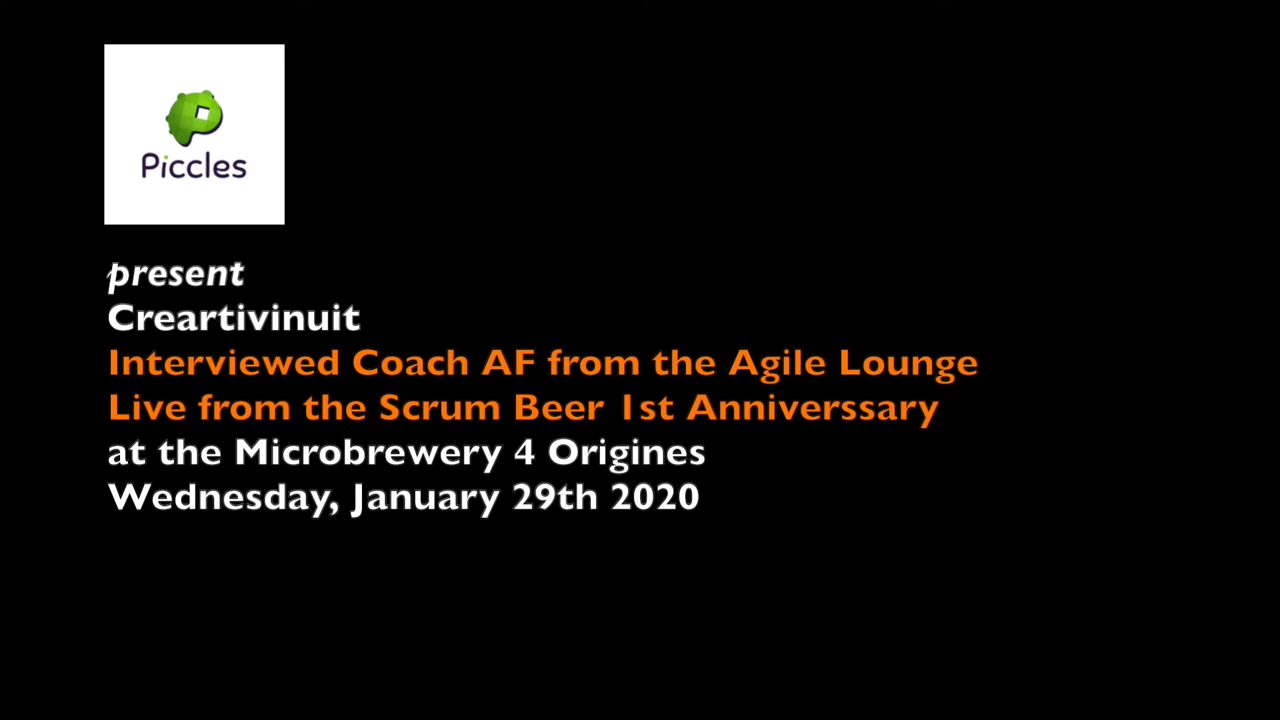 Piccles
present
Creartivinuit
Interviewed Coach AF from the Agile Lounge
Live from the Scrum Beer 1st Anniverssary
at the Microbrewery 4 Origines
Wednesday, January 29th 2020